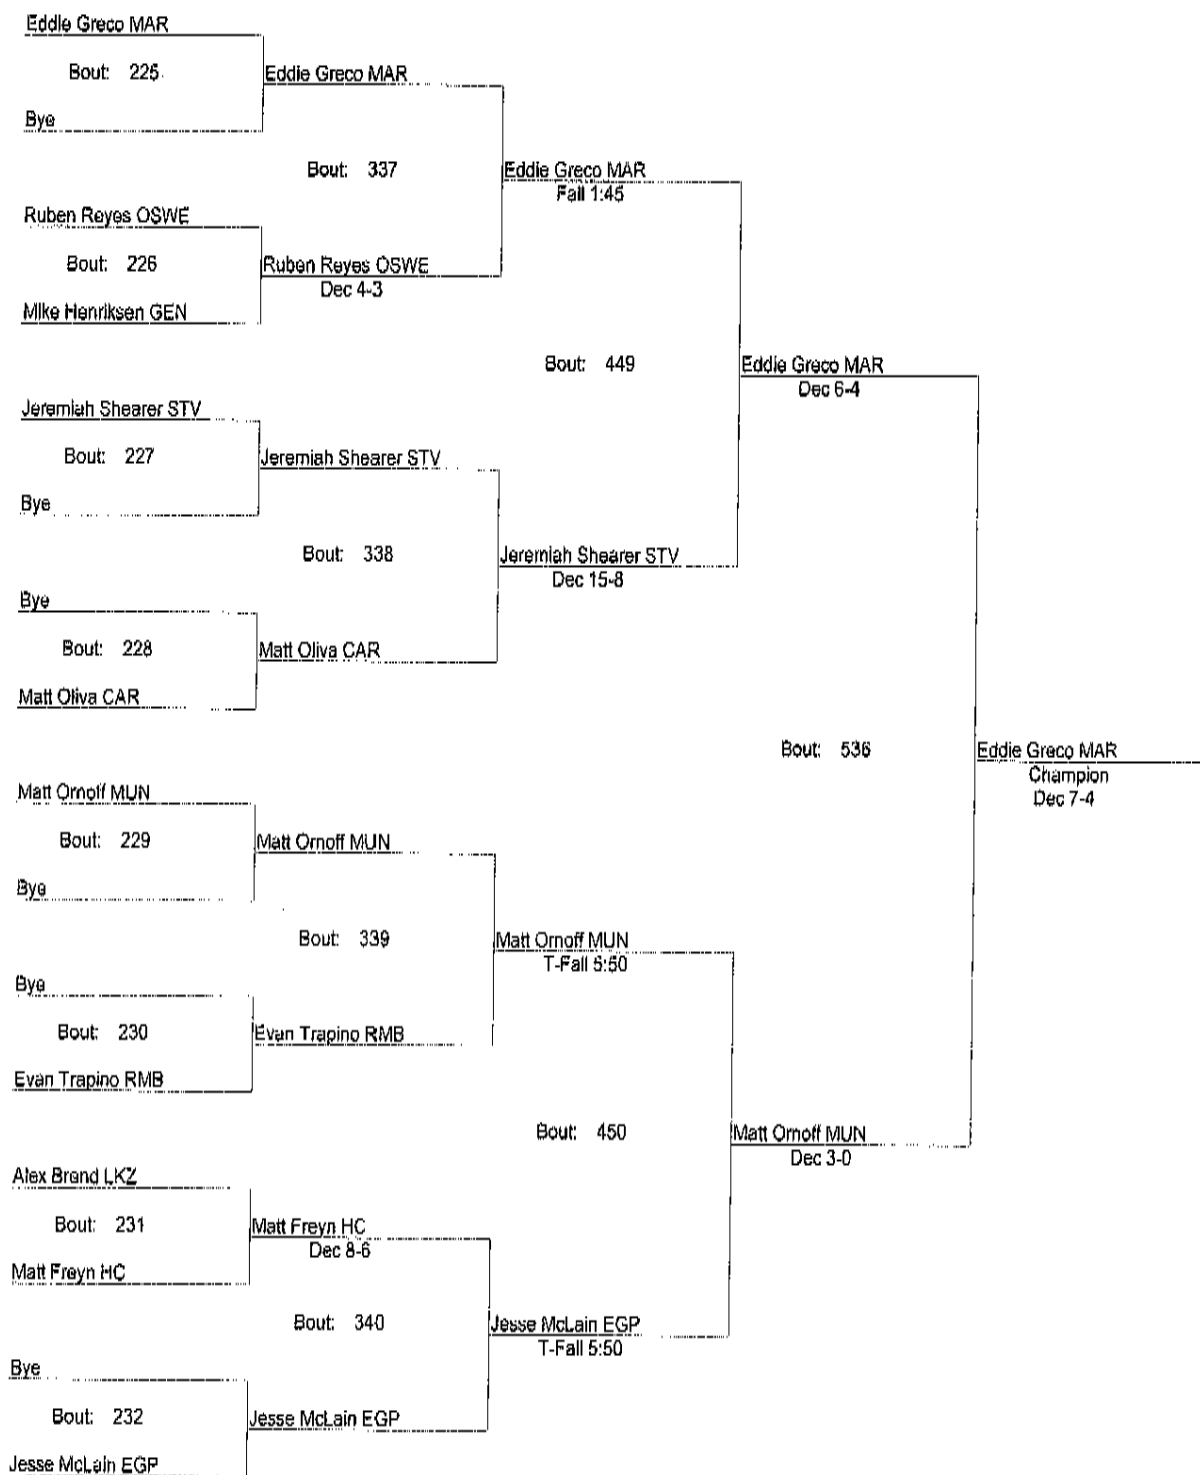 Eddie Greco MAR
Bout: 225
Eddie Greco MAR
Bye
Bout: 337
Eddie Greco MAR
Fall 1:45
Ruben Reyes OSWE
Bout: 226
Ruben Reyes OSWE
Dec 4-3
Mike Henriksen GEN
Bout: 449
Eddie Greco MAR
Dec 6-4
Jeremiah Shearer STV
Bout: 227
Jeremiah Shearer STV
Bye
Bout: 338
Jeremiah Shearer STV
Dec 15-8
Bye
Bout: 228
Matt Oliva CAR
Matt Oliva CAR
Bout: 536
Eddie Greco MAR
Champion
Dec 7-4
Matt Ornoff MUN
Bout: 229
Matt Ornoff MUN
Bye
Bout: 339
Matt Ornoff MUN
T-Fall 5:50
Bye
Bout: 230
Evan Trapino RMB
Evan Trapino RMB
Bout: 450
Matt Ornoff MUN
Dec 3-0
Alex Brend LKZ
Bout: 231
Matt Freyn HC
Dec 8-6
Matt Freyn HC
Bout: 340
Jesse McLain EGP
T-Fall 5:50
Bye
Bout: 232
Jesse McLain EGP
Jesse McLain EGP